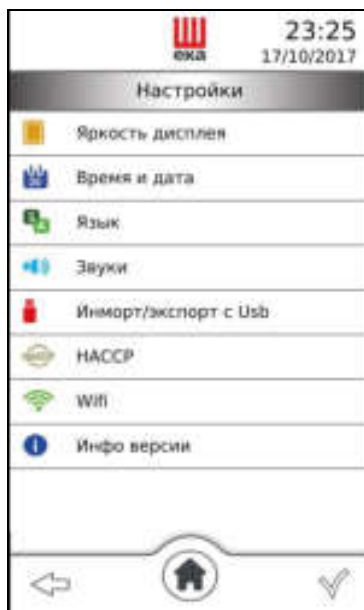 23:25
eka
17/10/2017
Настройки
Яркость дисплея
Время и дата
Язык
Звуки
Инморт/экспорт с Usb
HACCP
Wifi
Инфо версии